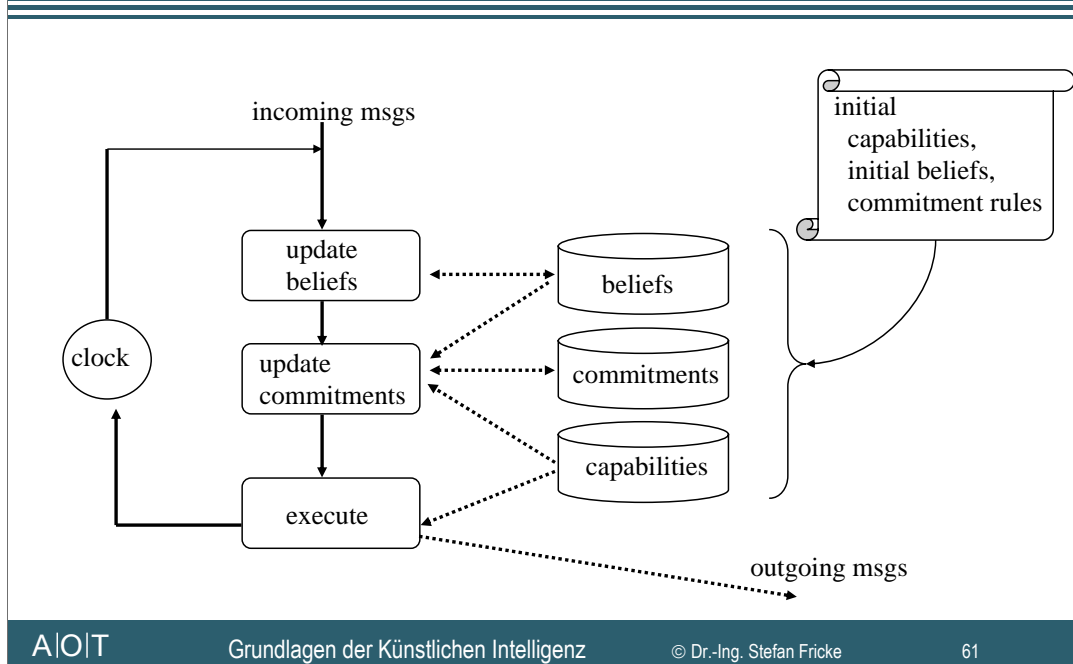 incoming msgs
initial
capabilities,
initial beliefs,
commitment rules
update
beliefs
beliefs
clock
update
commitments
commitments
capabilities
execute
outgoing msgs
A|O|T
Grundlagen der Künstlichen Intelligenz
© Dr.-Ing. Stefan Fricke
61